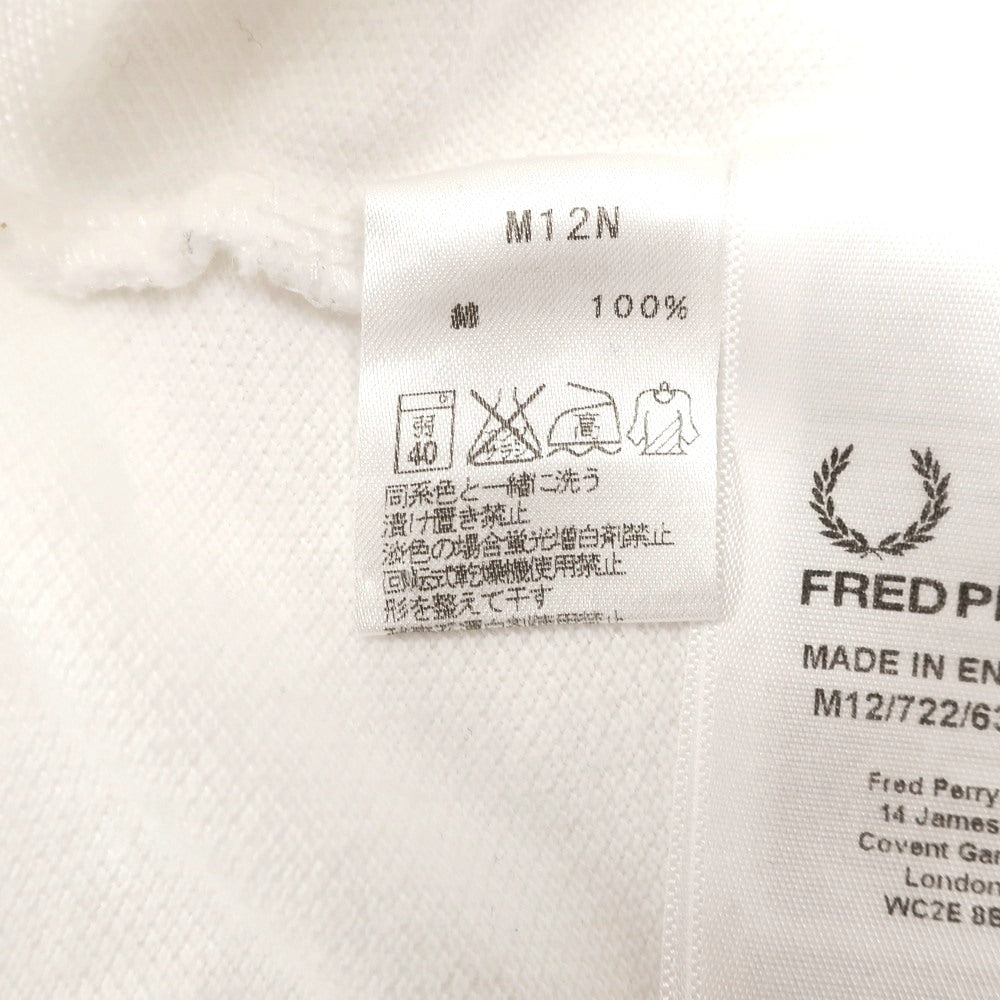 M12N
綿 100%
弱
40
高
同系色と一緒に洗う
漬け置き禁止
淡色の場合蛍光増白剤禁止
回転式乾燥機使用禁止
形を整えて干す
FRED P
MADE IN EN
M12/722/63
Fred Perry
14 James
Covent Gar
London
WC2E 8B